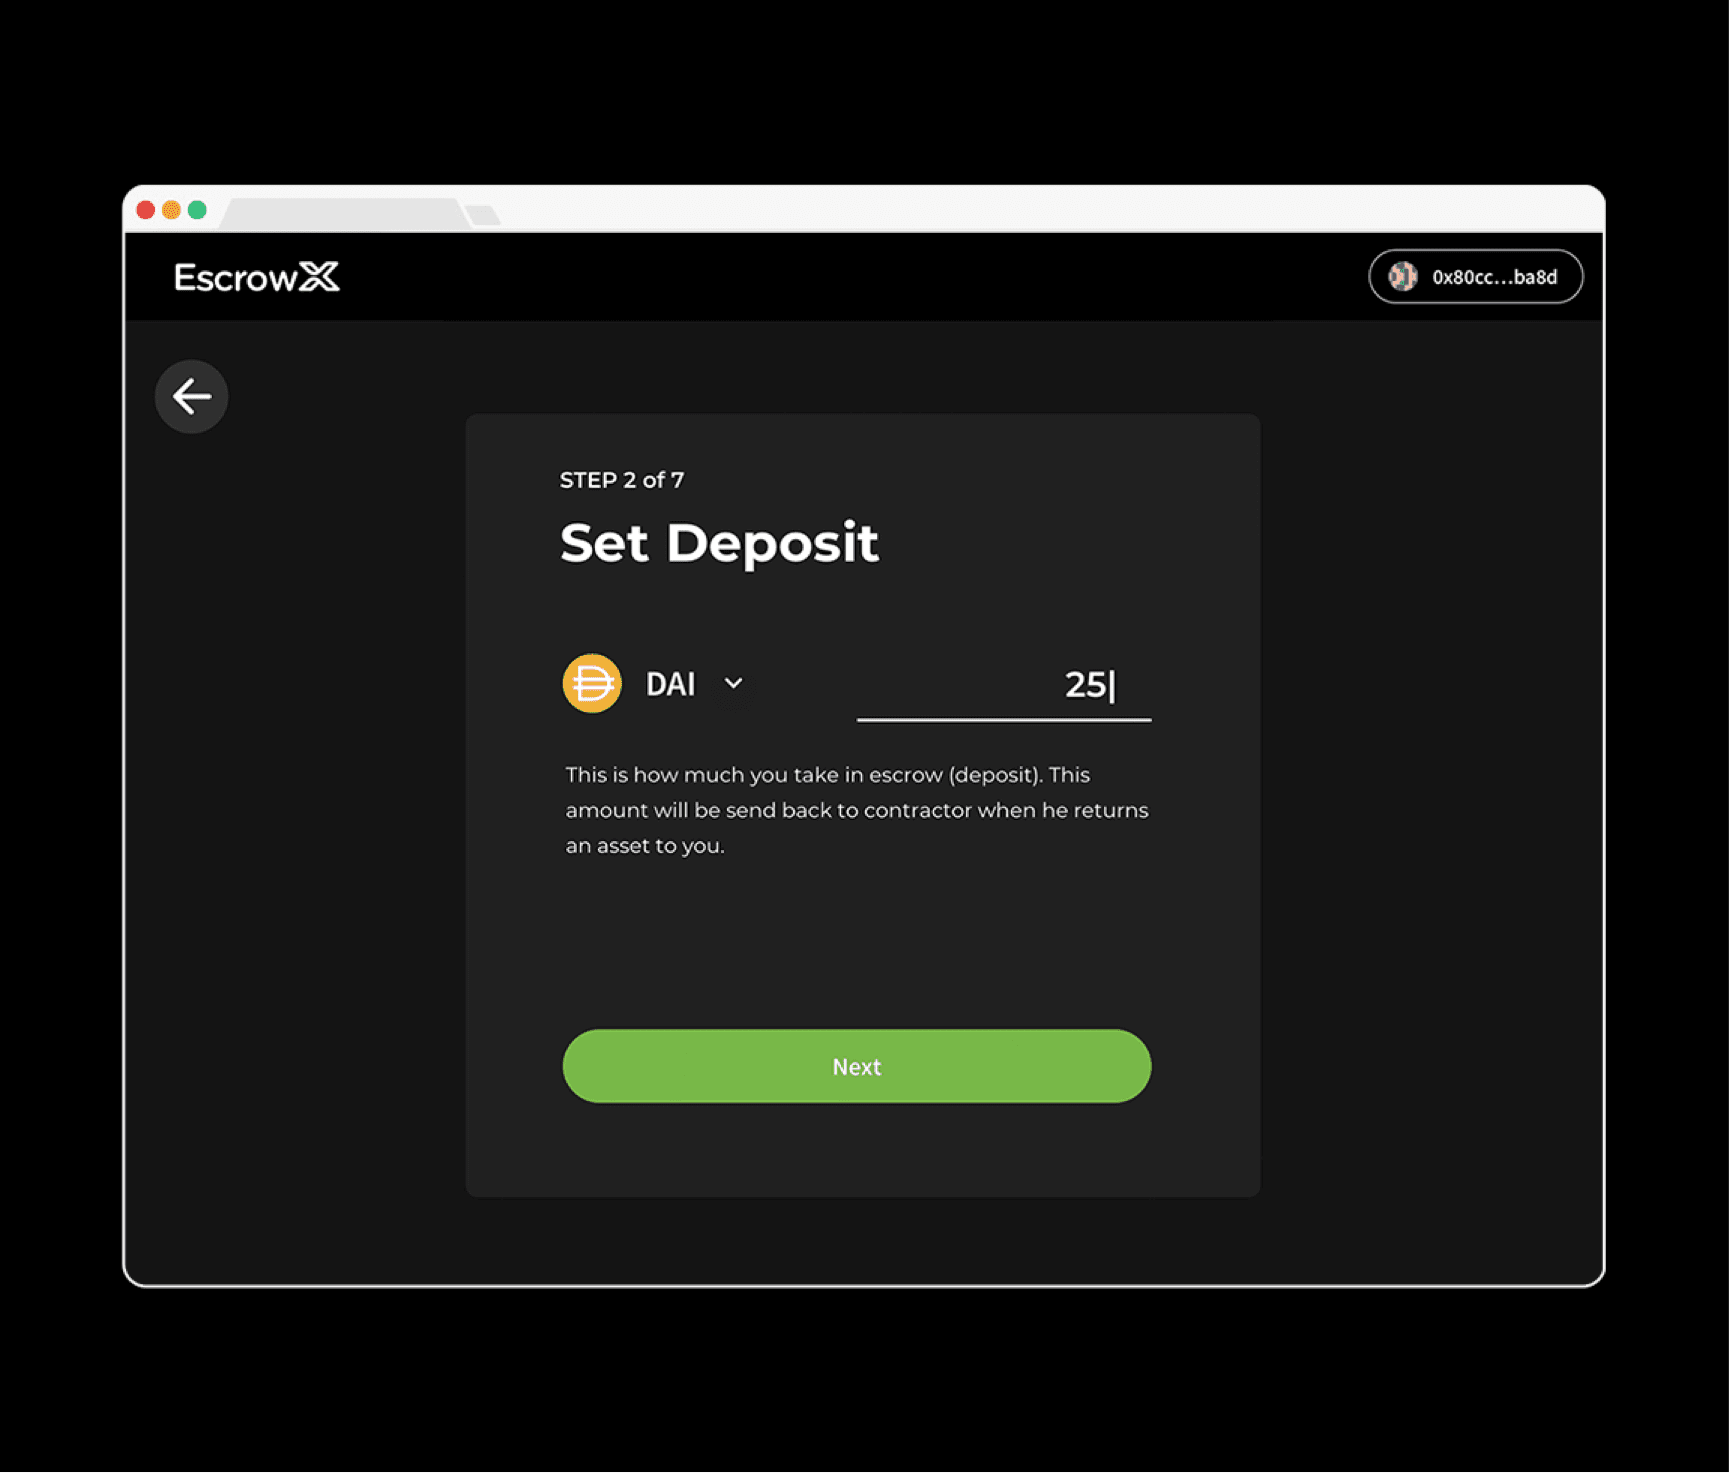 EscrowX
0x80cc...ba8d
STEP 2 of 7
Set Deposit
DAI
25
This is how much you take in escrow (deposit). This
amount will be send back to contractor when he returns
an asset to you.
Next